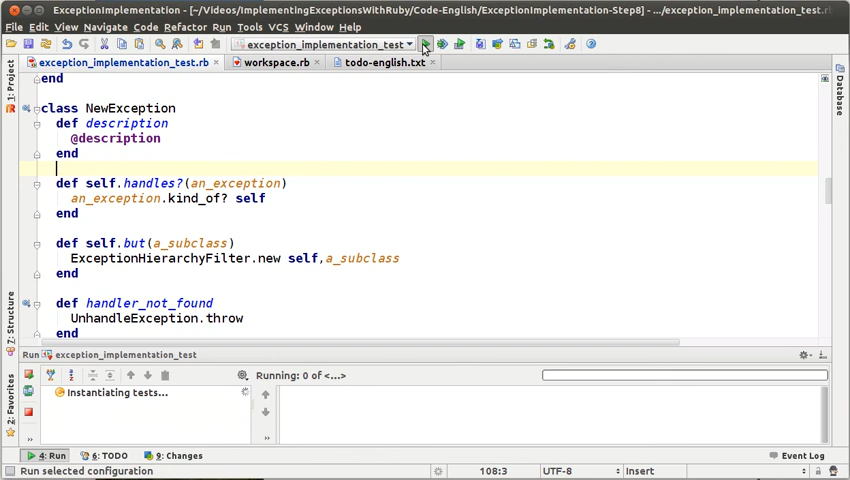 ExceptionImplementation - [~/Videos/ImplementingExceptionsWithRuby/Code-English/ExceptionImplementation-Step8] - .../exception_implementation_test.rb
File Edit View Navigate Code Refactor Run Tools VCS Window Help
exception_implementation_test
exception_implementation_test.rb workspace.rb todo-english.txt
1: Project
7: Structure
2: Favorites
Database
end
class NewException
def description
@description
end
def self.handles?(an_exception)
an_exception.kind_of? self
end
def self.but(a_subclass)
ExceptionHierarchyFilter.new self,a_subclass
end
def handler_not_found
UnhandleException.throw
end
Run exception_implementation_test
Running: 0 of <...>
Instantiating tests...
4: Run 6: TODO 9: Changes Event Log
Run selected configuration 108:3 UTF-8 Insert